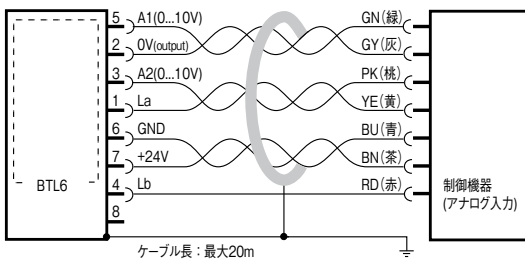 5 A1(0...10V) GN(緑)
2 0V(output) GY(灰)
3 A2(0...10V) PK(桃)
1 La YE(黄)
6 GND BU(青)
7 +24V BN(茶)
4 Lb RD(赤)
8
BTL6
制御機器
(アナログ入力)
ケーブル長：最大20m